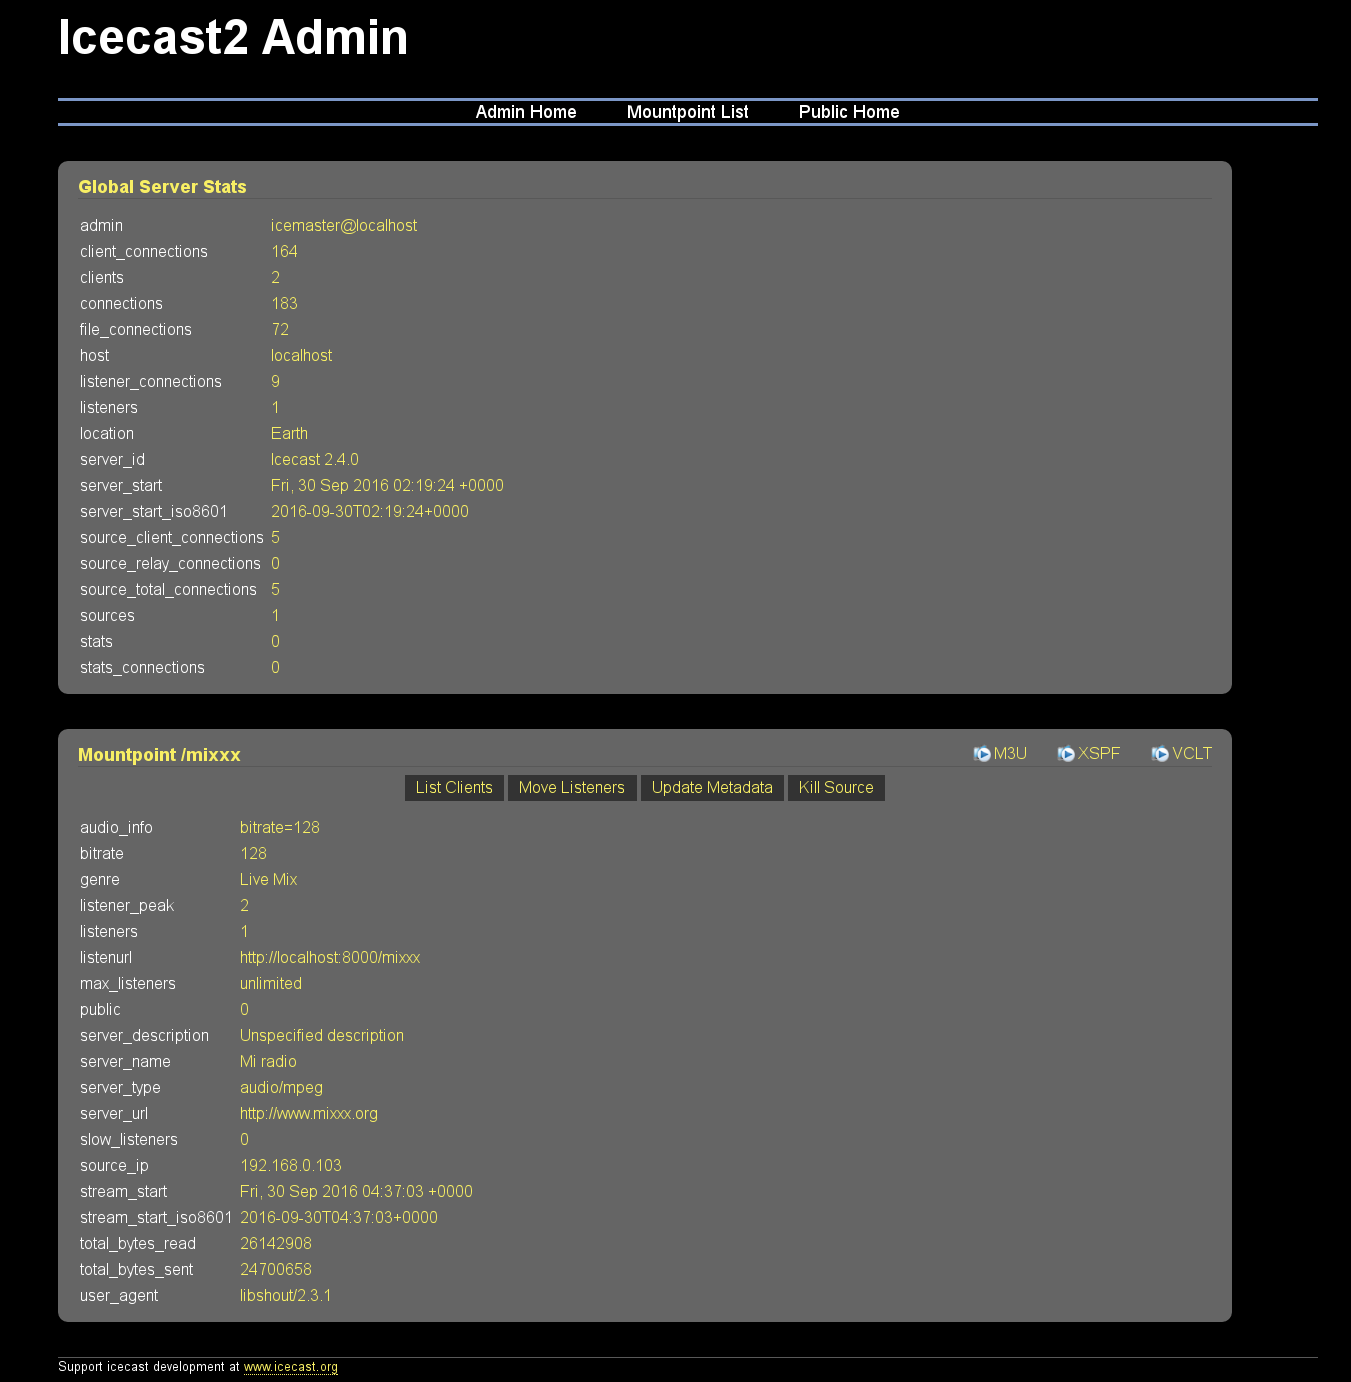 Icecast2 Admin
Admin Home Mountpoint List Public Home
Global Server Stats
admin icemaster@localhost
client_connections 164
clients 2
connections 183
file_connections 72
host localhost
listener_connections 9
listeners 1
location Earth
server_id Icecast 2.4.0
server_start Fri, 30 Sep 2016 02:19:24 +0000
server_start_iso8601 2016-09-30T02:19:24+0000
source_client_connections 5
source_relay_connections 0
source_total_connections 5
sources 1
stats 0
stats_connections 0
Mountpoint /mixxx M3U XSPF VCLT
List Clients Move Listeners Update Metadata Kill Source
audio_info bitrate=128
bitrate 128
genre Live Mix
listener_peak 2
listeners 1
listenurl http://localhost:8000/mixxx
max_listeners unlimited
public 0
server_description Unspecified description
server_name Mi radio
server_type audio/mpeg
server_url http://www.mixxx.org
slow_listeners 0
source_ip 192.168.0.103
stream_start Fri, 30 Sep 2016 04:37:03 +0000
stream_start_iso8601 2016-09-30T04:37:03+0000
total_bytes_read 26142908
total_bytes_sent 24700658
user_agent libshout/2.3.1
Support icecast development at www.icecast.org